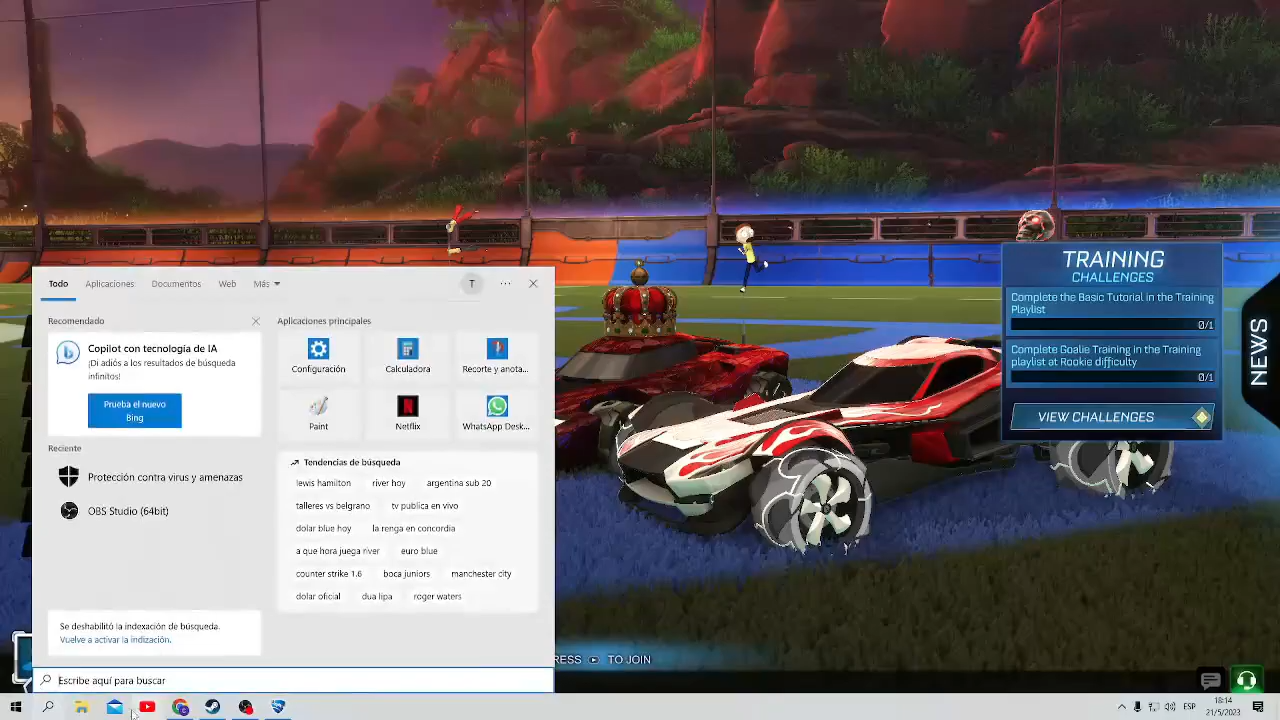 Todo
Aplicaciones
Documentos
Web
Más
T
Recomendado
Copilot con tecnología de IA
¡Di adiós a los resultados de búsqueda
infinitos!
Prueba el nuevo
Bing
Reciente
Protección contra virus y amenazas
OBS Studio (64bit)
Se deshabilitó la indexación de búsqueda.
Vuelve a activar la indización.
Aplicaciones principales
Configuración
Calculadora
Recorte y anota...
Paint
Netflix
WhatsApp Desk...
Tendencias de búsqueda
lewis hamilton river hoy argentina sub 20
talleres vs belgrano tv publica en vivo
dolar blue hoy la renga en concordia
a que hora juega river euro blue
counter strike 1.6 boca juniors manchester city
dolar oficial dua lipa roger waters
Escribe aquí para buscar
TRAINING
CHALLENGES
Complete the Basic Tutorial in the Training
Playlist
0/1
Complete Goalie Training in the Training
playlist at Rookie difficulty
0/1
VIEW CHALLENGES
NEWS
RESS TO JOIN
ESP
18:14
21/5/2023